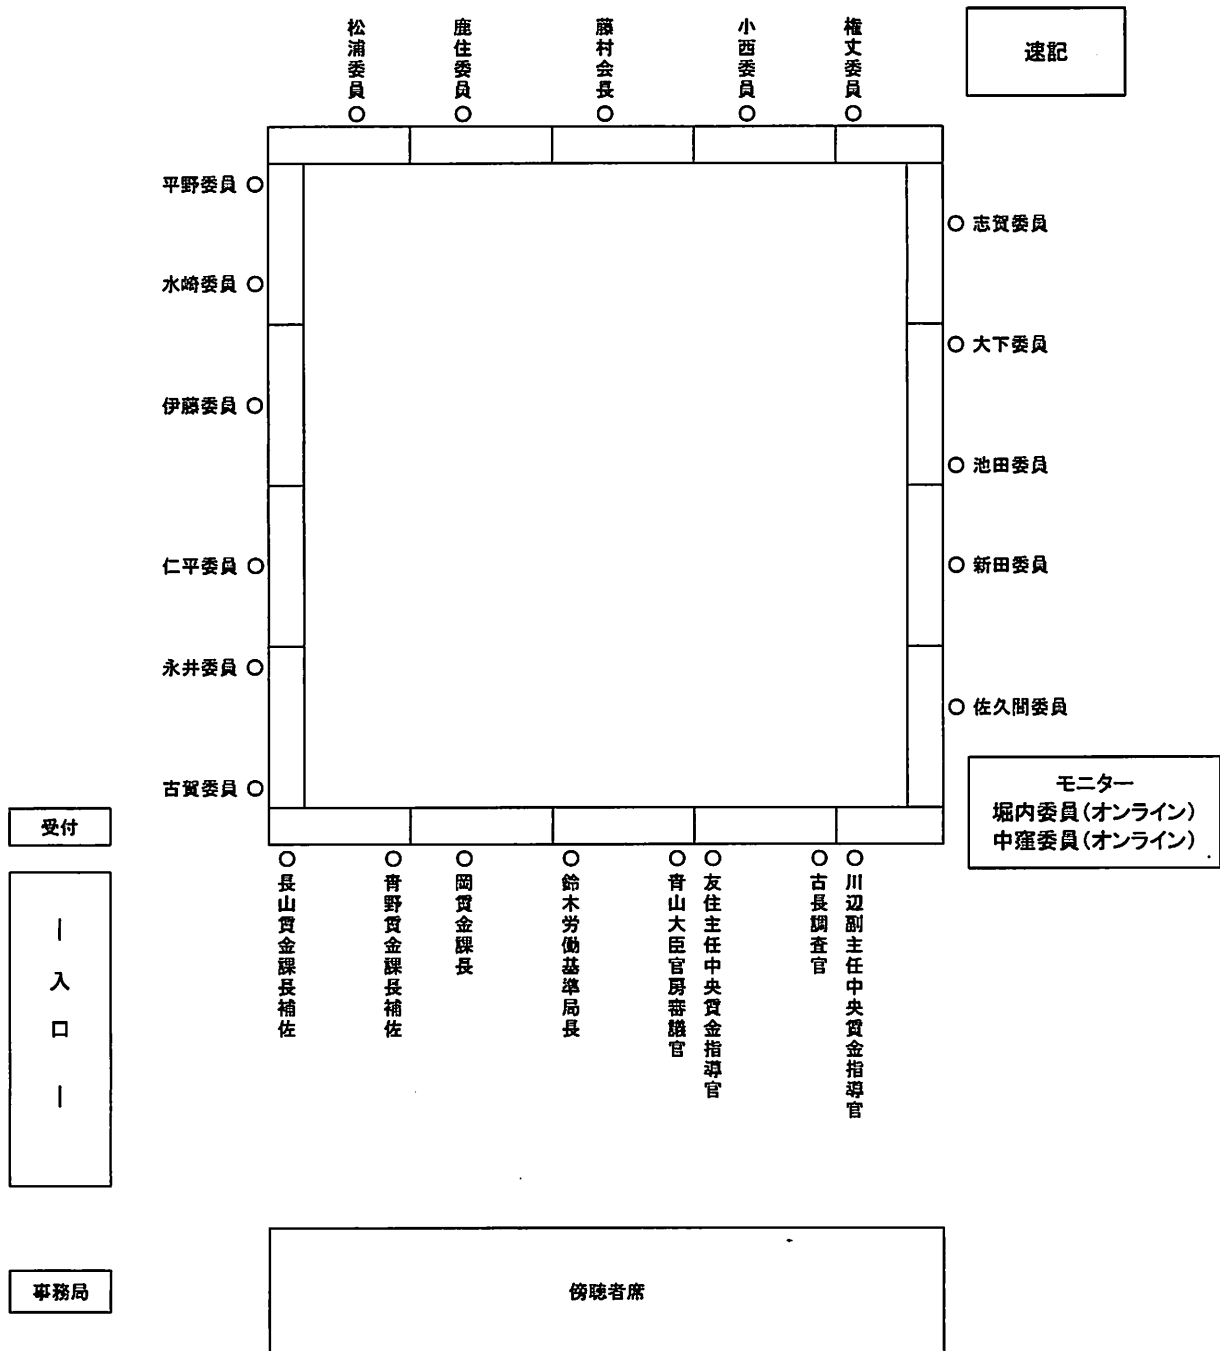 松浦委員
鹿住委員
藤村会長
小西委員
権丈委員
速記
平野委員
水崎委員
伊藤委員
仁平委員
永井委員
古賀委員
志賀委員
大下委員
池田委員
新田委員
佐久間委員
モニター
堀内委員(オンライン)
中窪委員(オンライン)
受付
長山賃金課長補佐
青野賃金課長補佐
岡賃金課長
鈴木労働基準局長
青山大臣官房審議官
友住主任中央賃金指導官
古長調査官
川辺副主任中央賃金指導官
ー入口ー
事務局
傍聴者席